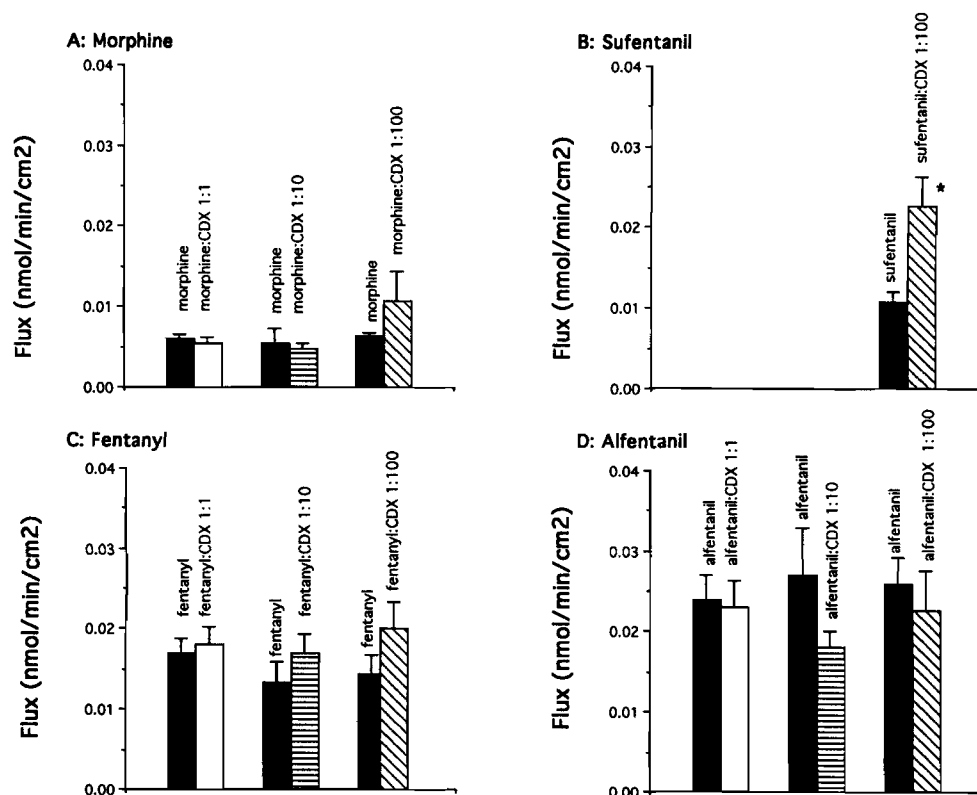 A: Morphine
Flux (nmol/min/cm2)
0.04
0.03
0.02
0.01
0.00
morphine
morphine:CDX 1:1
morphine
morphine:CDX 1:10
morphine
morphine:CDX 1:100
B: Sufentanil
Flux (nmol/min/cm2)
0.04
0.03
0.02
0.01
0.00
sufentanil
sufentanil:CDX 1:100
*
C: Fentanyl
Flux (nmol/min/cm2)
0.04
0.03
0.02
0.01
0.00
fentanyl
fentanyl:CDX 1:1
fentanyl
fentanyl:CDX 1:10
fentanyl
fentanyl:CDX 1:100
D: Alfentanil
Flux (nmol/min/cm2)
0.04
0.03
0.02
0.01
0.00
alfentanil
alfentanil:CDX 1:1
alfentanil
alfentanil:CDX 1:10
alfentanil
alfentanil:CDX 1:100